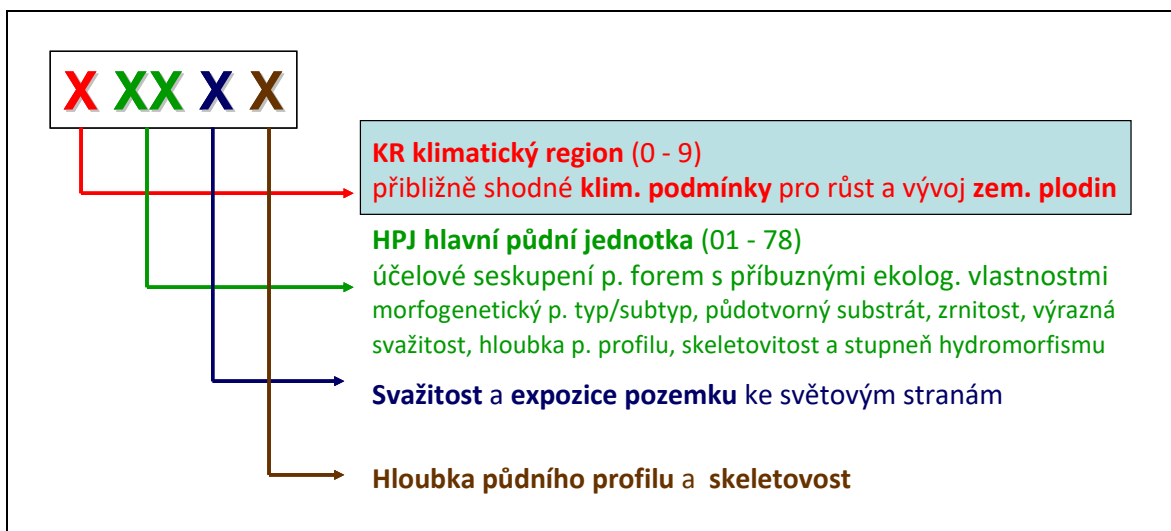 X XX X X
KR klimatický region (0 - 9)
přibližně shodné klim. podmínky pro růst a vývoj zem. plodin
HPJ hlavní půdní jednotka (01 - 78)
účelové seskupení p. forem s příbuznými ekolog. vlastnostmi
morfogenetický p. typ/subtyp, půdotvorný substrát, zrnitost, výrazná
svažitost, hloubka p. profilu, skeletovitost a stupeň hydromorfismu
Svažitost a expozice pozemku ke světovým stranám
Hloubka půdního profilu a skeletovost